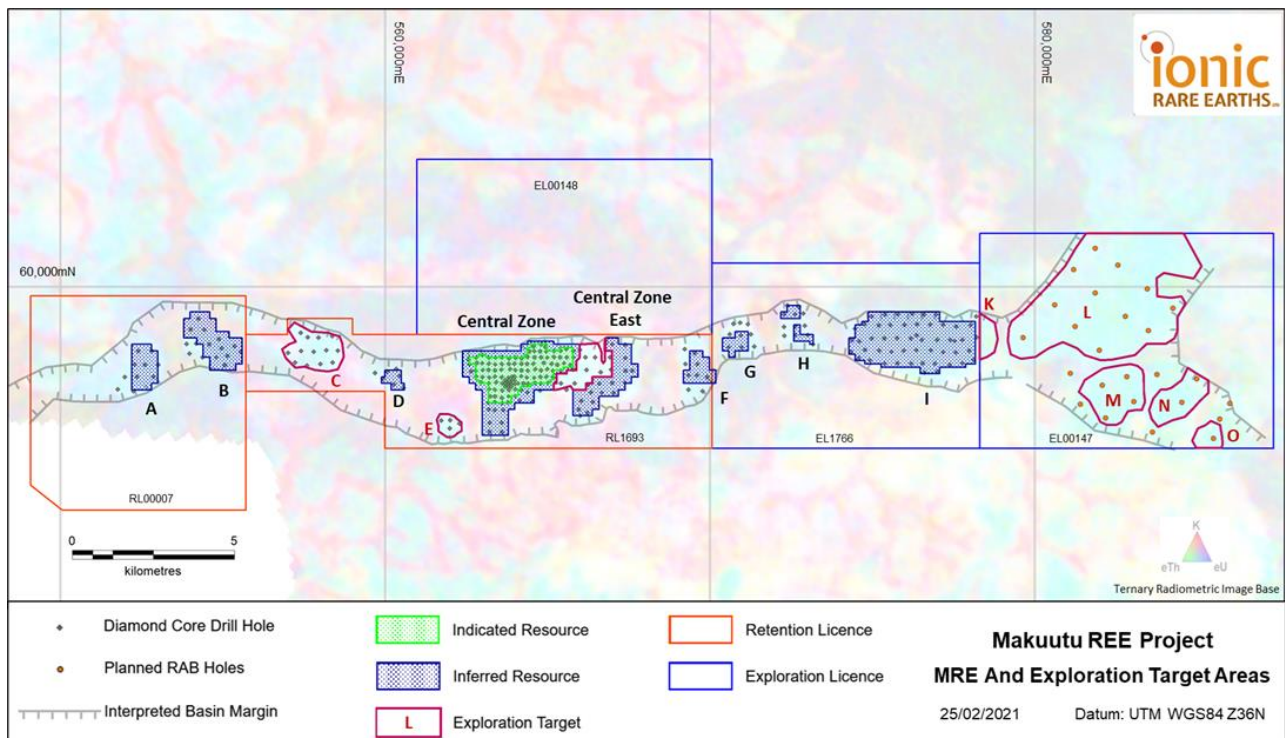 560,000mE
580,000mE
ionic
RARE EARTHS
EL00148
60,000mN
Central Zone
Central Zone
East
K
L
A
B
C
D
E
F
G
H
I
M
N
O
RL00007
RL1693
EL1766
EL00147
0
5
kilometres
K
eTh
eU
Ternary Radiometric Image Base
Diamond Core Drill Hole
Planned RAB Holes
Interpreted Basin Margin
Indicated Resource
Inferred Resource
L
Exploration Target
Retention Licence
Exploration Licence
Makuutu REE Project
MRE And Exploration Target Areas
25/02/2021
Datum: UTM WGS84 Z36N